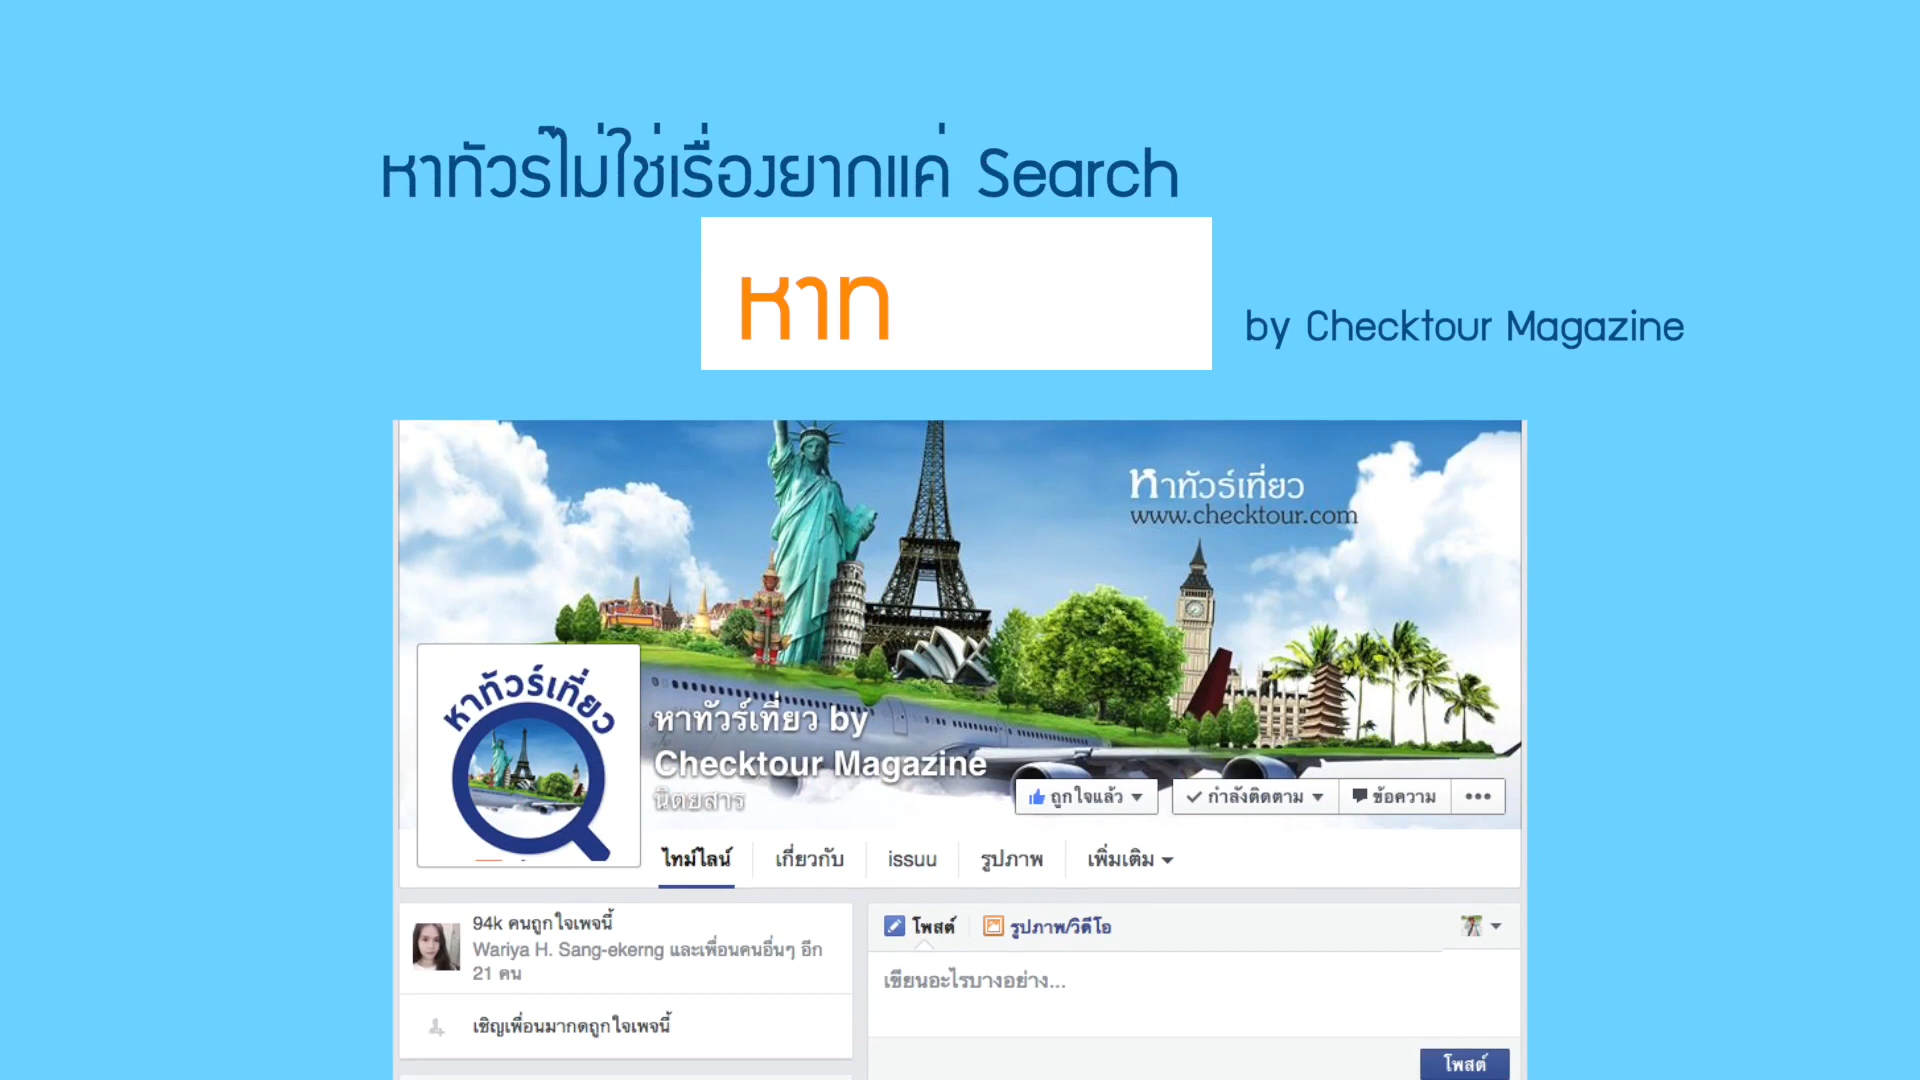 หาทัวร์ไม่ใช่เรื่องยากแค่ Search
หาท
by Checktour Magazine
หาทัวร์เที่ยว
www.checktour.com
หาทัวร์เที่ยว
หาทัวร์เที่ยว by
Checktour Magazine
นิตยสาร
ถูกใจแล้ว
กำลังติดตาม
ข้อความ
ไทม์ไลน์
เกี่ยวกับ
issuu
รูปภาพ
เพิ่มเติม
94k คนถูกใจเพจนี้
Wariya H. Sang-ekerng และเพื่อนคนอื่นๆ อีก
21 คน
เชิญเพื่อนมากดถูกใจเพจนี้
โพสต์
รูปภาพ/วิดีโอ
เขียนอะไรบางอย่าง...
โพสต์